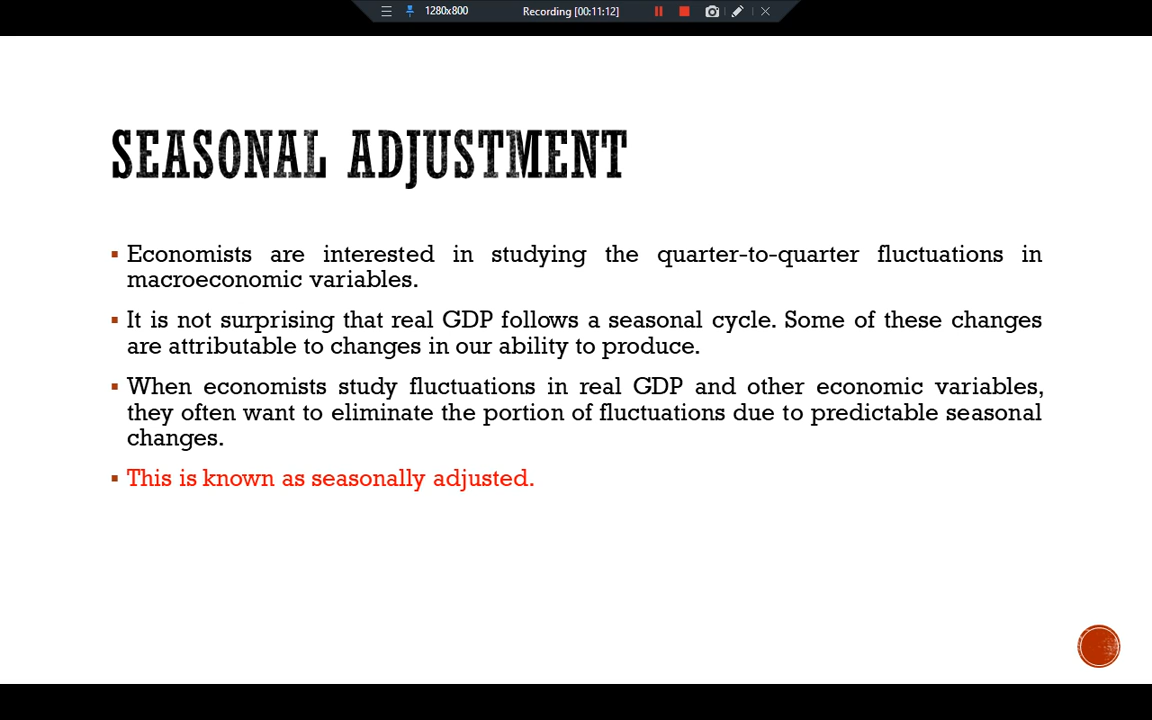 1280x800
Recording [00:11:12]
SEASONAL ADJUSTMENT
▪ Economists are interested in studying the quarter-to-quarter fluctuations in
macroeconomic variables.
▪ It is not surprising that real GDP follows a seasonal cycle. Some of these changes
are attributable to changes in our ability to produce.
▪ When economists study fluctuations in real GDP and other economic variables,
they often want to eliminate the portion of fluctuations due to predictable seasonal
changes.
▪ This is known as seasonally adjusted.